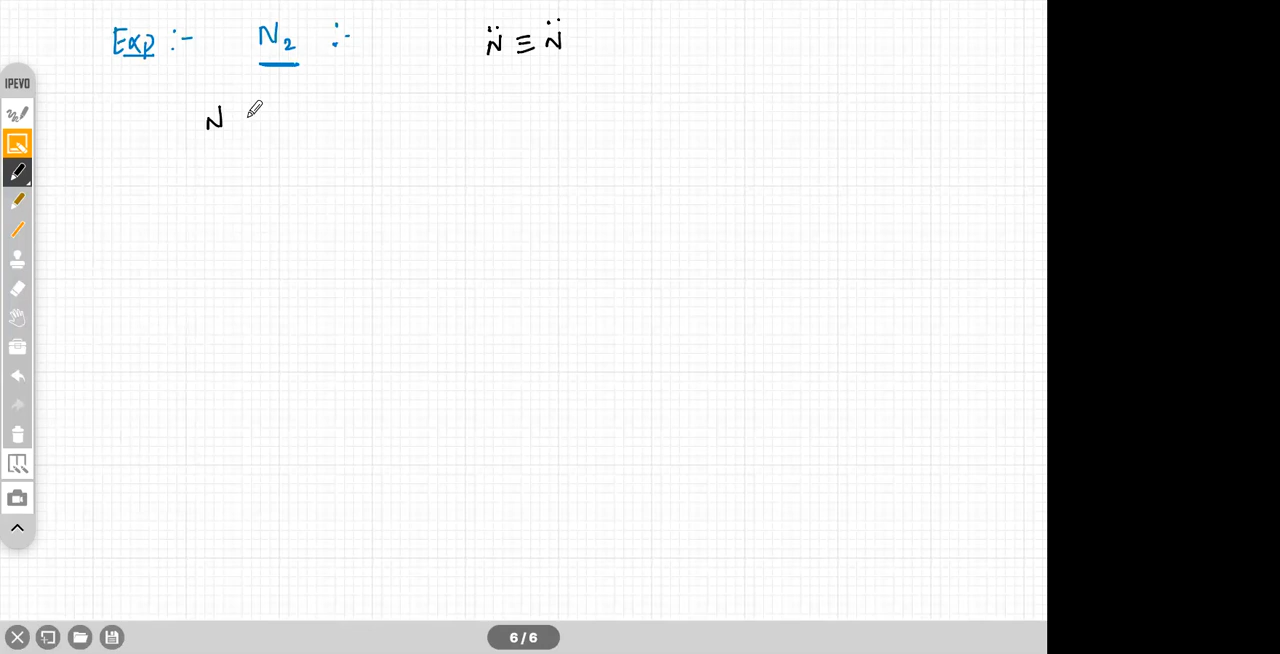 Exp :- N₂ :- N̈ ≡ N̈
IPEVO
N
6 / 6